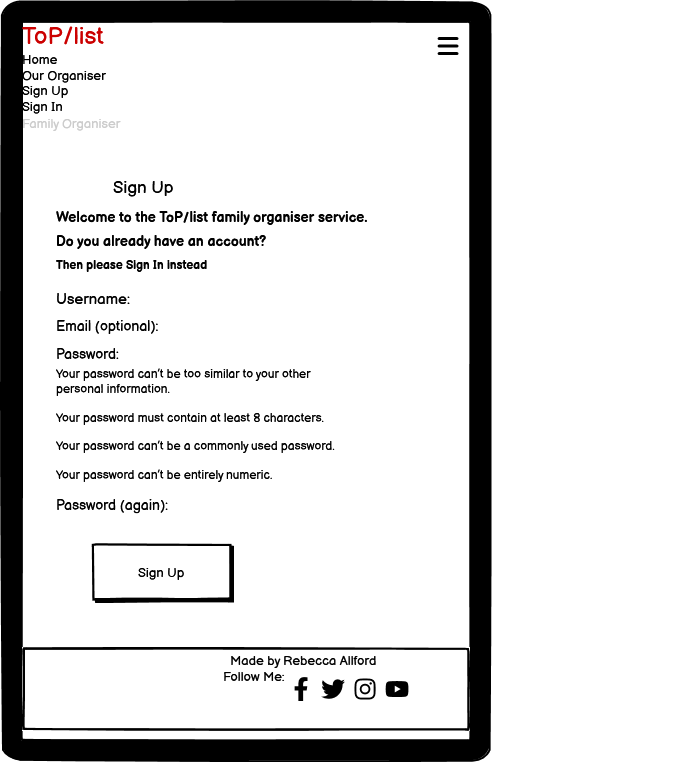 ToP/list
Home
Our Organiser
Sign Up
Sign In
Family Organiser
Sign Up
Welcome to the ToP/list family organiser service.
Do you already have an account?
Then please Sign In instead
Username:
Email (optional):
Password:
Your password can't be too similar to your other
personal information.
Your password must contain at least 8 characters.
Your password can't be a commonly used password.
Your password can't be entirely numeric.
Password (again):
Sign Up
Made by Rebecca Allford
Follow Me: